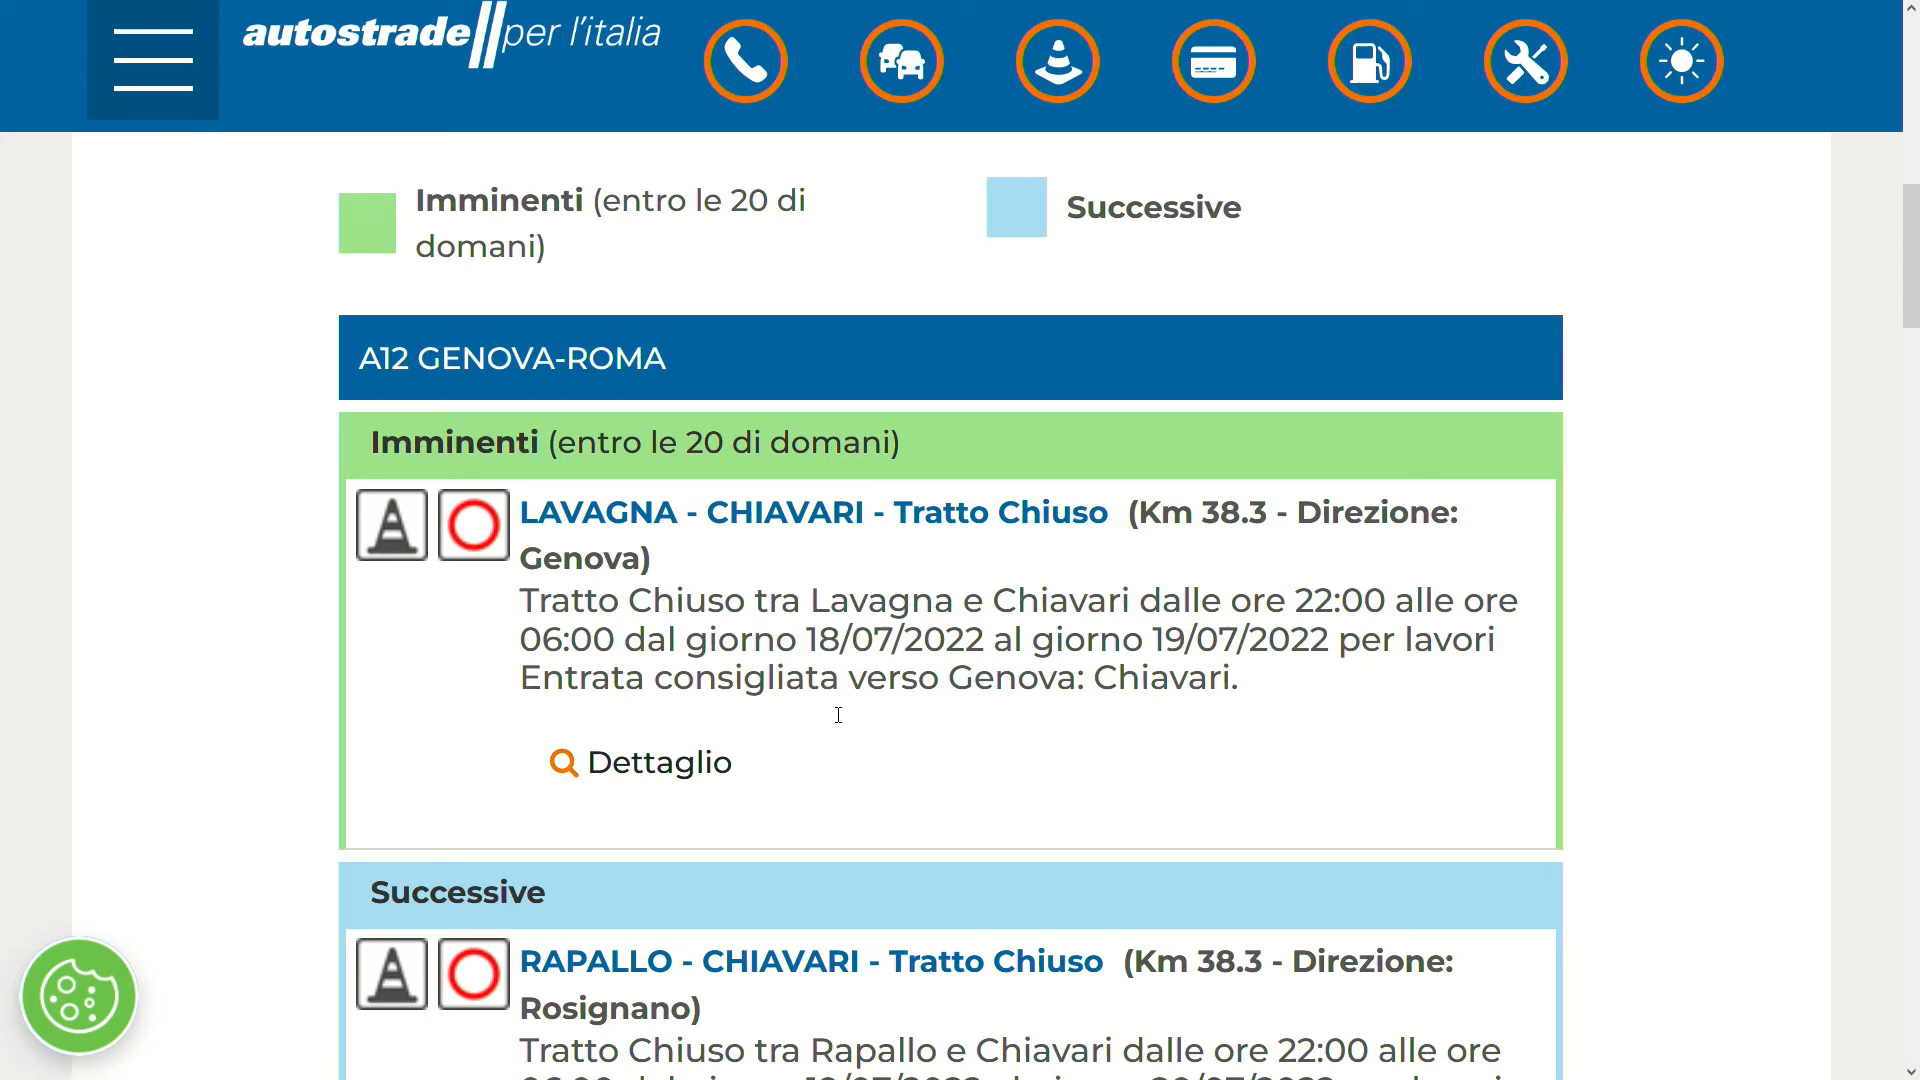 autostrade per l'italia
Imminenti (entro le 20 di
domani)
Successive
A12 GENOVA-ROMA
Imminenti (entro le 20 di domani)
LAVAGNA - CHIAVARI - Tratto Chiuso (Km 38.3 - Direzione:
Genova)
Tratto Chiuso tra Lavagna e Chiavari dalle ore 22:00 alle ore
06:00 dal giorno 18/07/2022 al giorno 19/07/2022 per lavori
Entrata consigliata verso Genova: Chiavari.
Dettaglio
Successive
RAPALLO - CHIAVARI - Tratto Chiuso (Km 38.3 - Direzione:
Rosignano)
Tratto Chiuso tra Rapallo e Chiavari dalle ore 22:00 alle ore